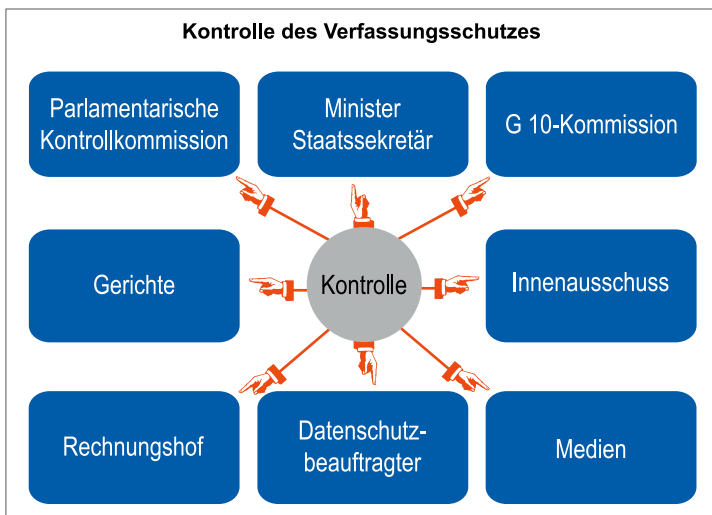 Kontrolle des Verfassungsschutzes
Parlamentarische
Kontrollkommission
Minister
Staatssekretär
G 10-Kommission
Gerichte
Kontrolle
Innenausschuss
Rechnungshof
Datenschutz-
beauftragter
Medien